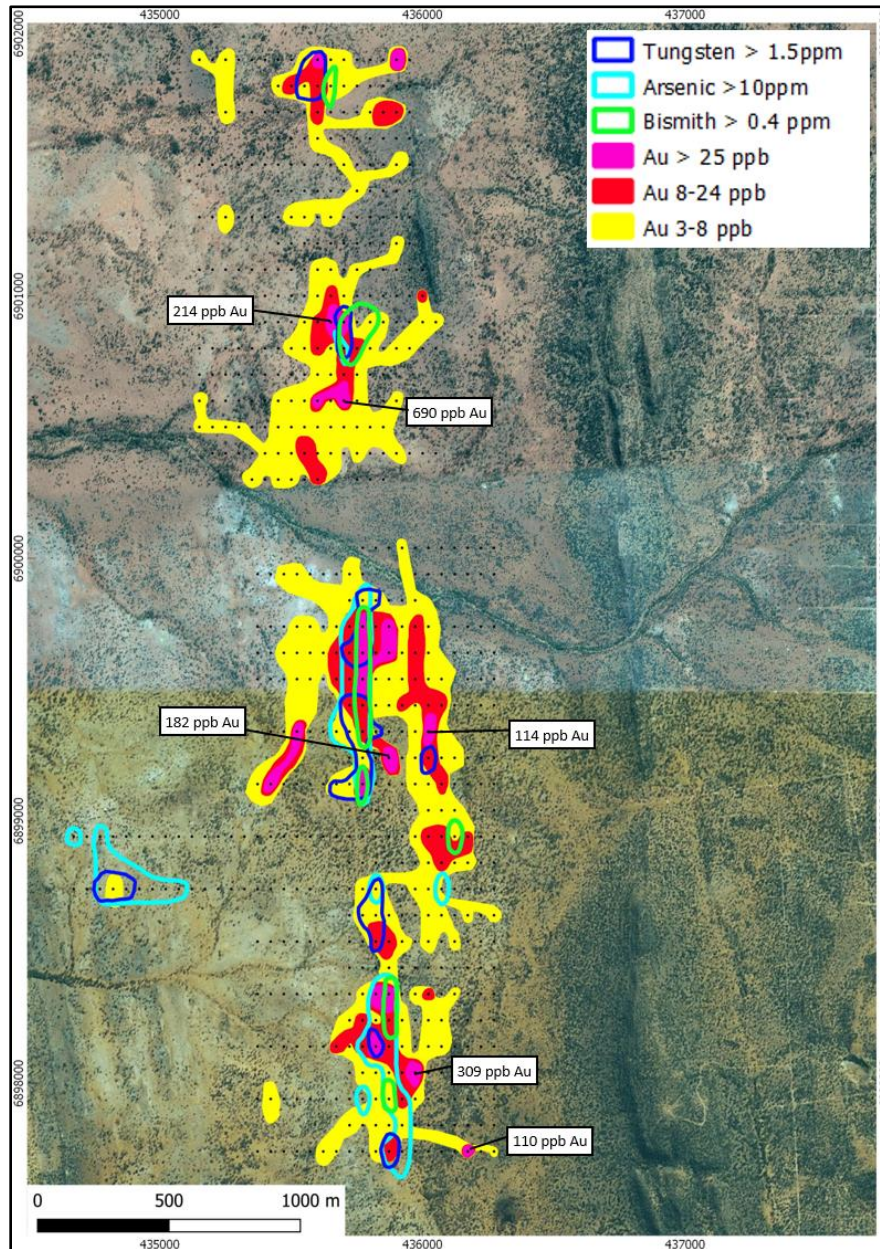 435000 436000 437000
6902000
Tungsten > 1.5ppm
Arsenic >10ppm
Bismith > 0.4 ppm
Au > 25 ppb
Au 8-24 ppb
Au 3-8 ppb
6901000
214 ppb Au
690 ppb Au
6900000
182 ppb Au
114 ppb Au
6899000
6898000
309 ppb Au
110 ppb Au
0 500 1000 m
435000 436000 437000